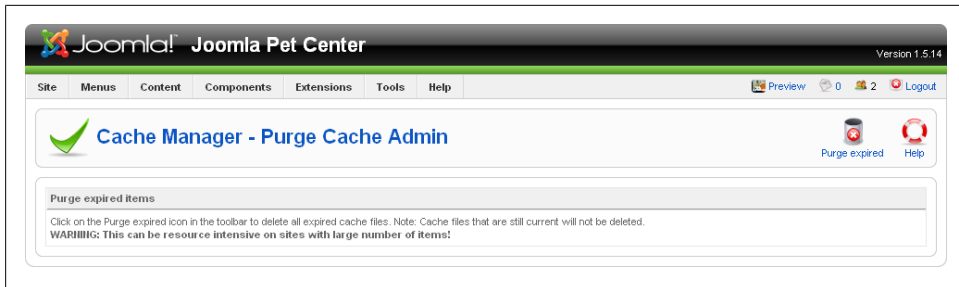 Joomla! Joomla Pet Center
Version 1.5.14
Site Menus Content Components Extensions Tools Help Preview 0 2 Logout
Cache Manager - Purge Cache Admin
Purge expired Help
Purge expired items
Click on the Purge expired icon in the toolbar to delete all expired cache files. Note: Cache files that are still current will not be deleted.
WARNING: This can be resource intensive on sites with large number of items!